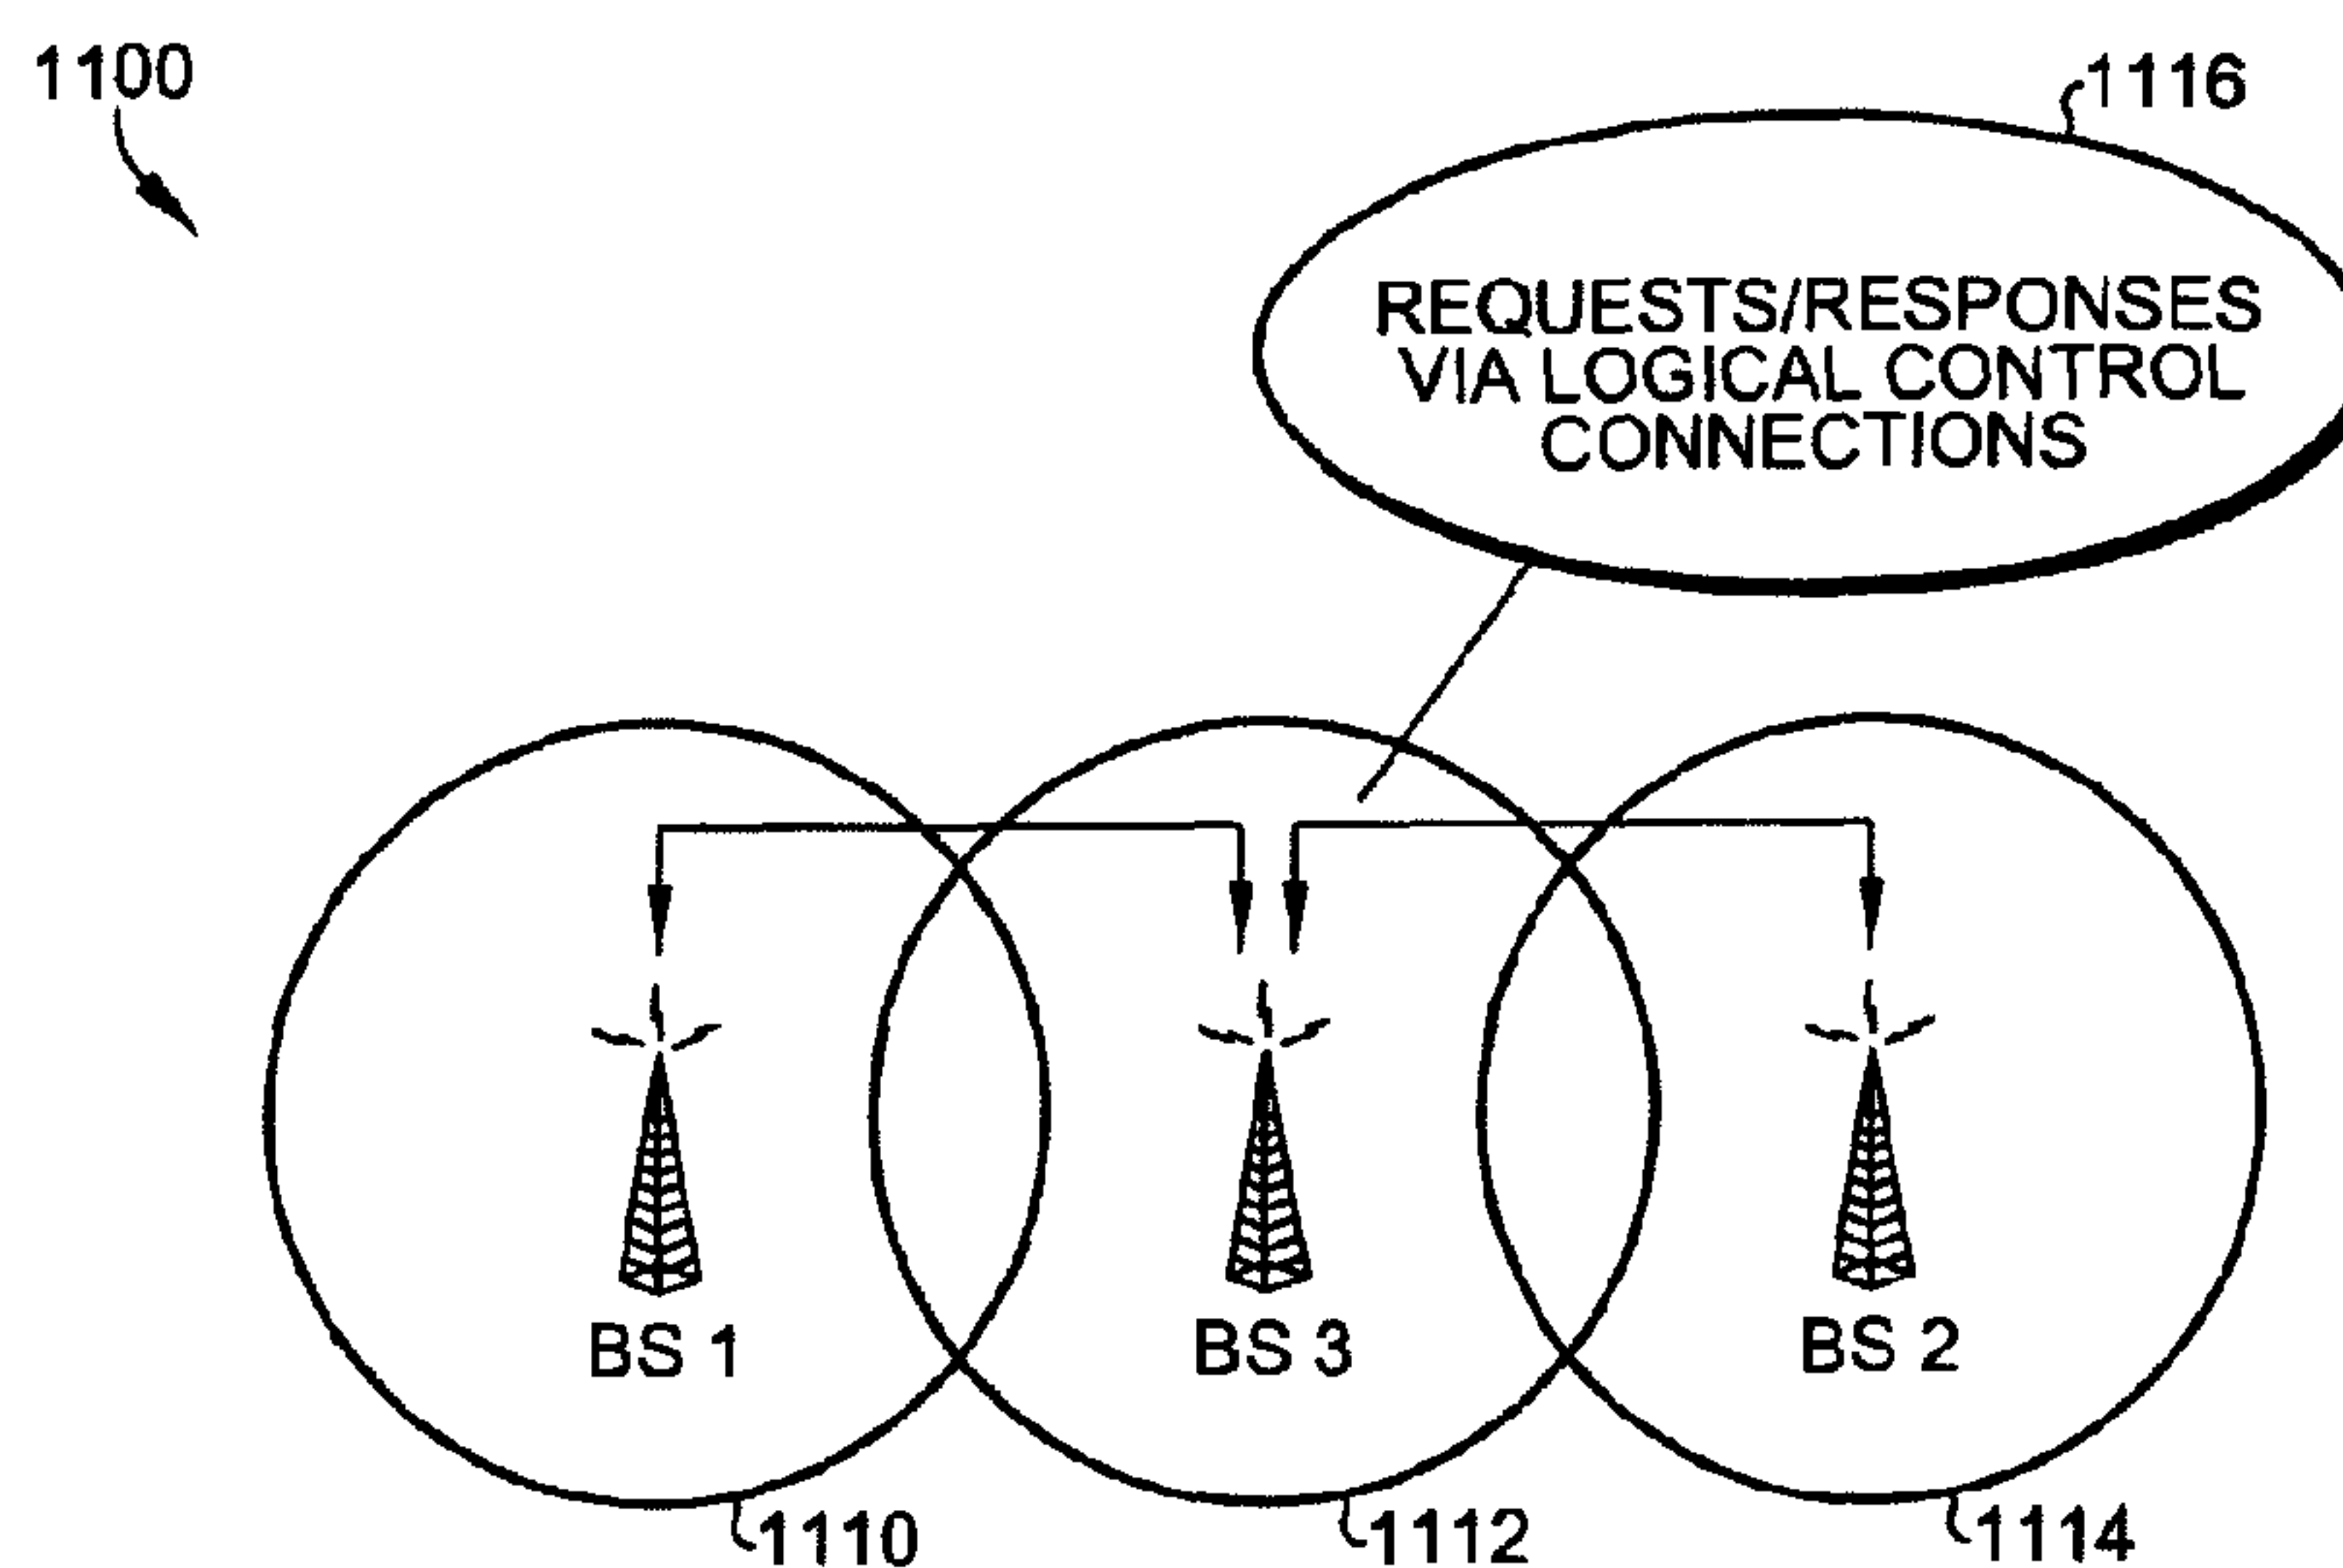 1100
1116
REQUESTS/RESPONSES
VIA LOGICAL CONTROL
CONNECTIONS
BS 1
BS 3
BS 2
1110
1112
1114